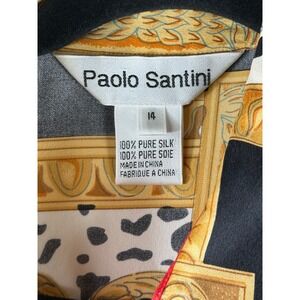 Paolo Santini
14
100% PURE SILK
100% PURE SOIE
MADE IN CHINA
FABRIQUE A CHINA